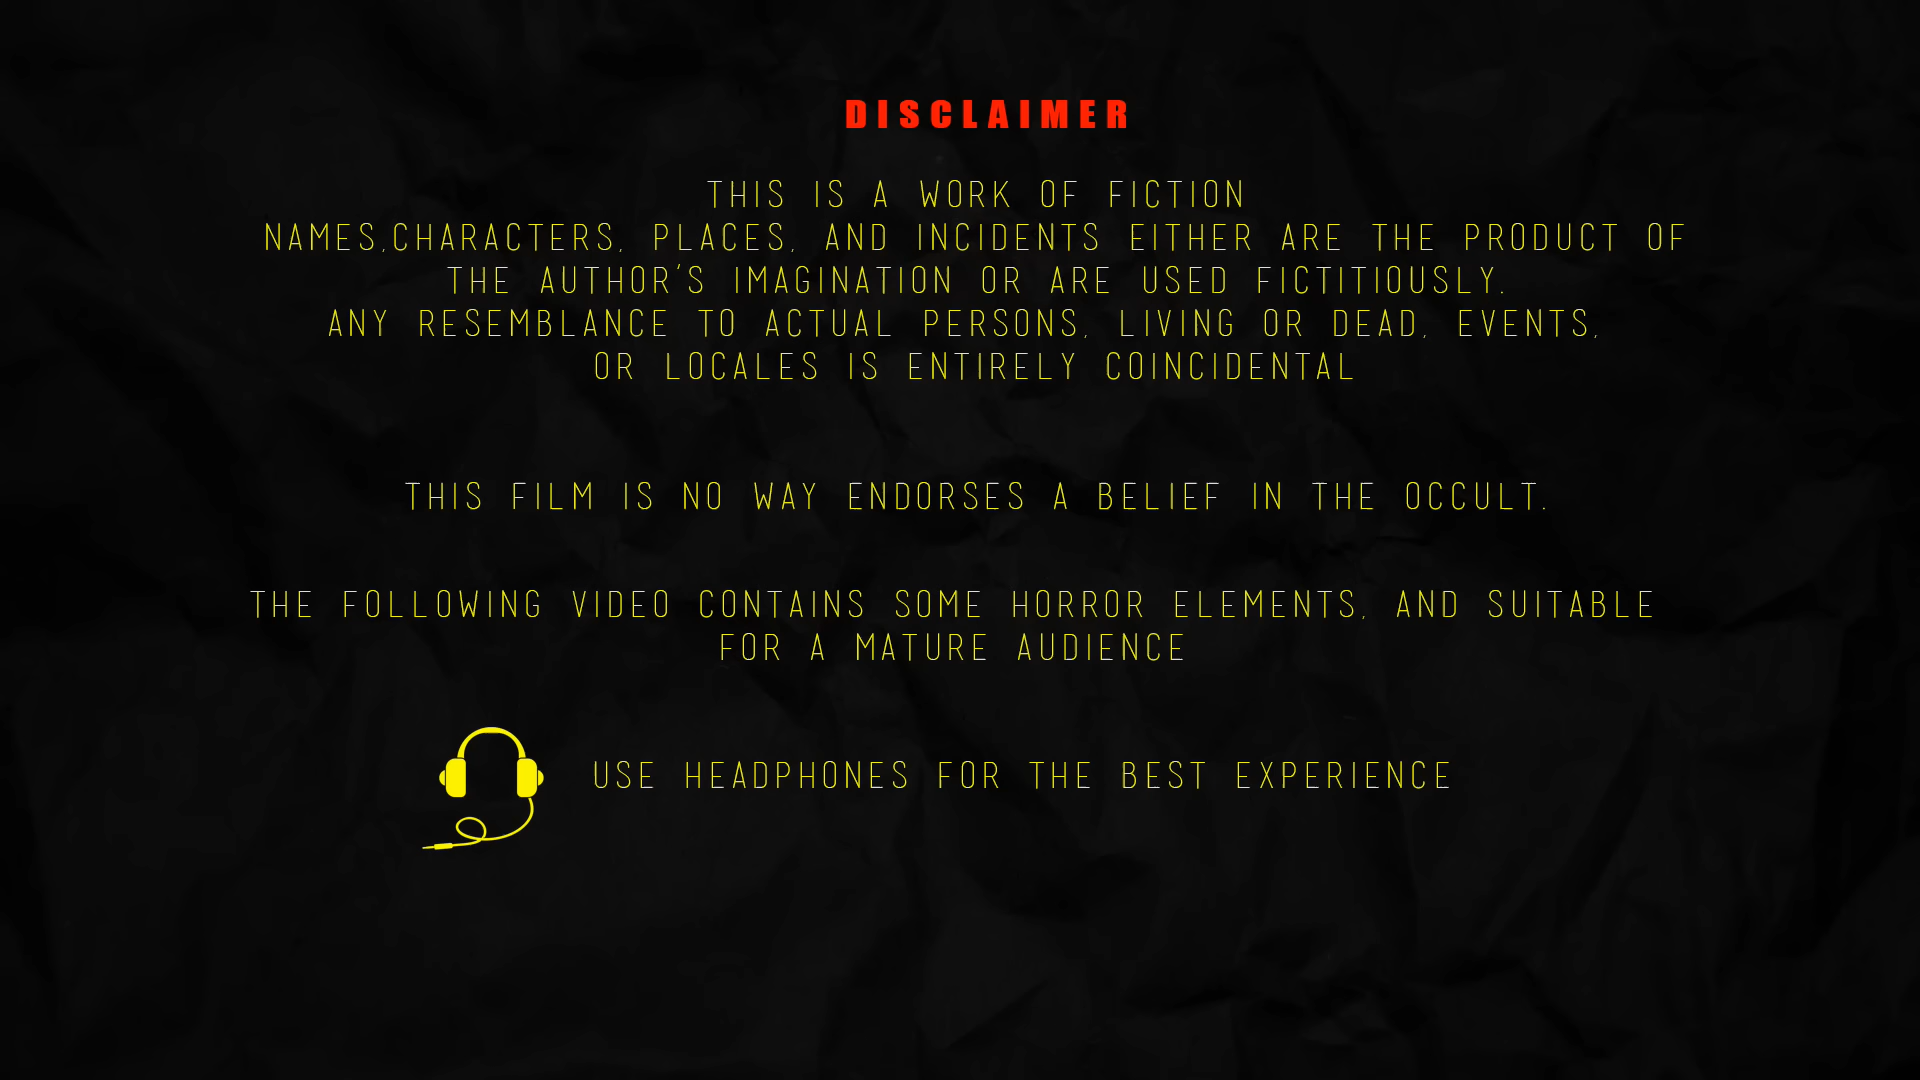 DISCLAIMER
THIS IS A WORK OF FICTION
NAMES,CHARACTERS, PLACES, AND INCIDENTS EITHER ARE THE PRODUCT OF
THE AUTHOR'S IMAGINATION OR ARE USED FICTITIOUSLY.
ANY RESEMBLANCE TO ACTUAL PERSONS, LIVING OR DEAD, EVENTS,
OR LOCALES IS ENTIRELY COINCIDENTAL
THIS FILM IS NO WAY ENDORSES A BELIEF IN THE OCCULT.
THE FOLLOWING VIDEO CONTAINS SOME HORROR ELEMENTS, AND SUITABLE
FOR A MATURE AUDIENCE
USE HEADPHONES FOR THE BEST EXPERIENCE